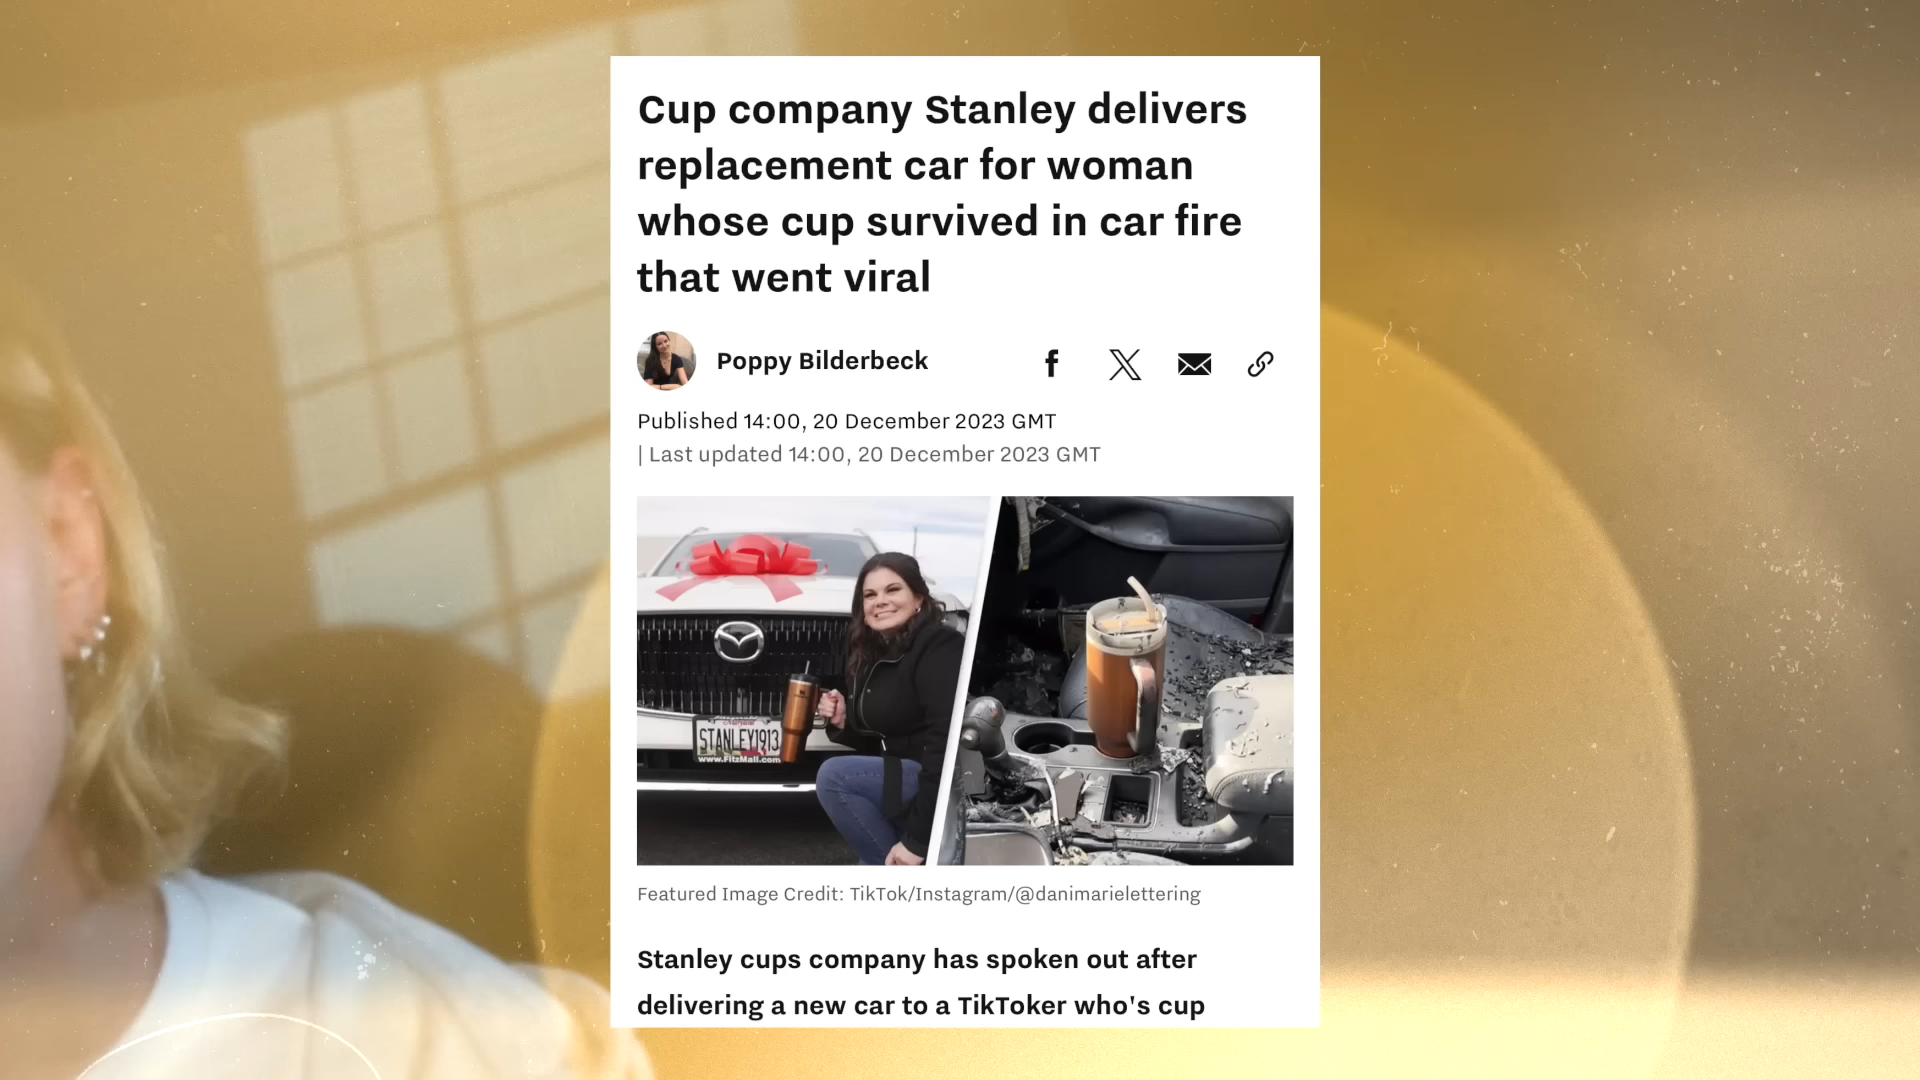 Cup company Stanley delivers
replacement car for woman
whose cup survived in car fire
that went viral
Poppy Bilderbeck
Published 14:00, 20 December 2023 GMT
| Last updated 14:00, 20 December 2023 GMT
Maryland
STANLEY1913
www.FitzMall.com
Featured Image Credit: TikTok/Instagram/@danimarielettering
Stanley cups company has spoken out after
delivering a new car to a TikToker who's cup